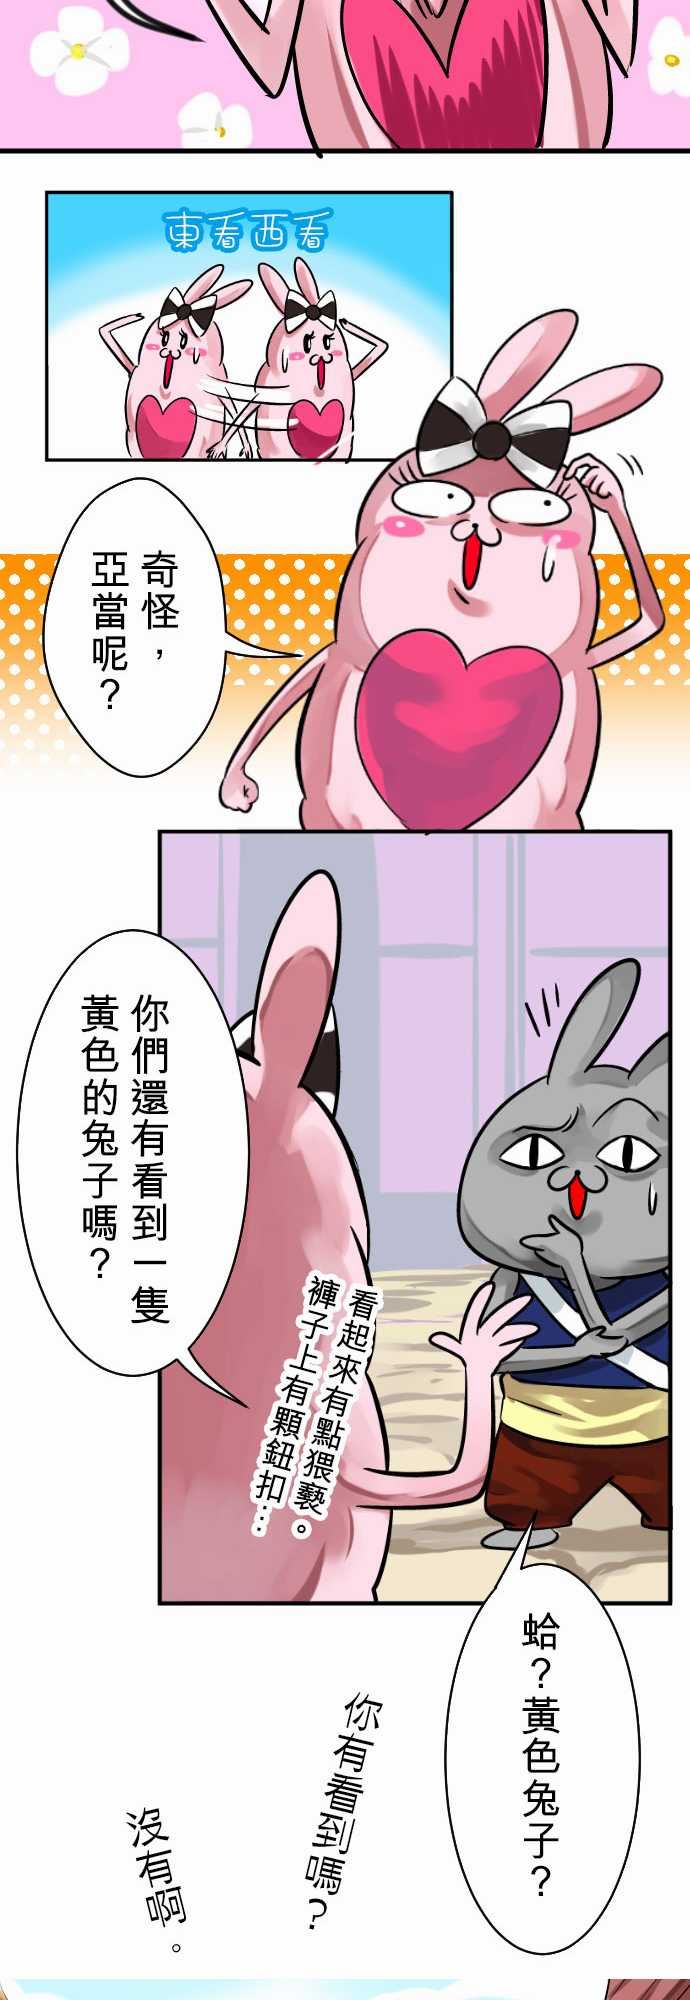 東看西看
奇怪，
亞當呢？
你們還有看到一隻
黃色的兔子嗎？
看起來有點猥褻。
褲子上有顆鈕扣…
蛤？黃色兔子？
你有看到嗎？
沒有啊。